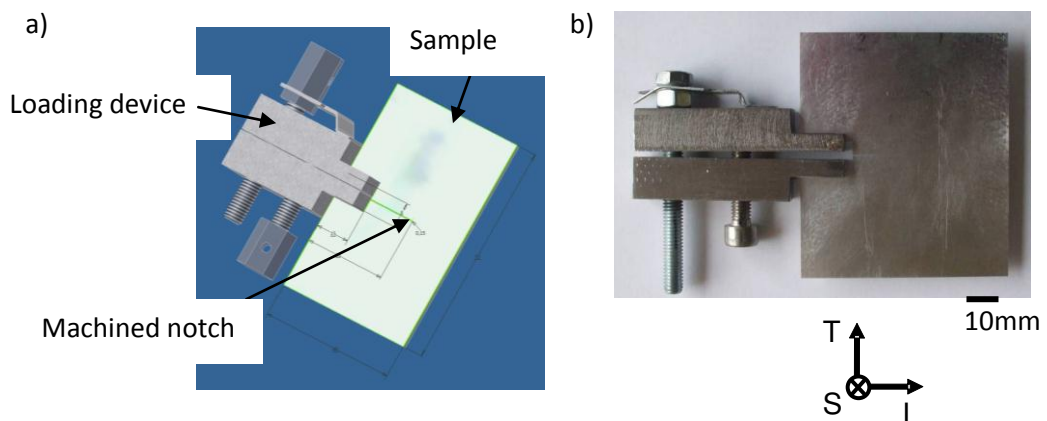 a)
Sample
Loading device
Machined notch
b)
10mm
T
S
L